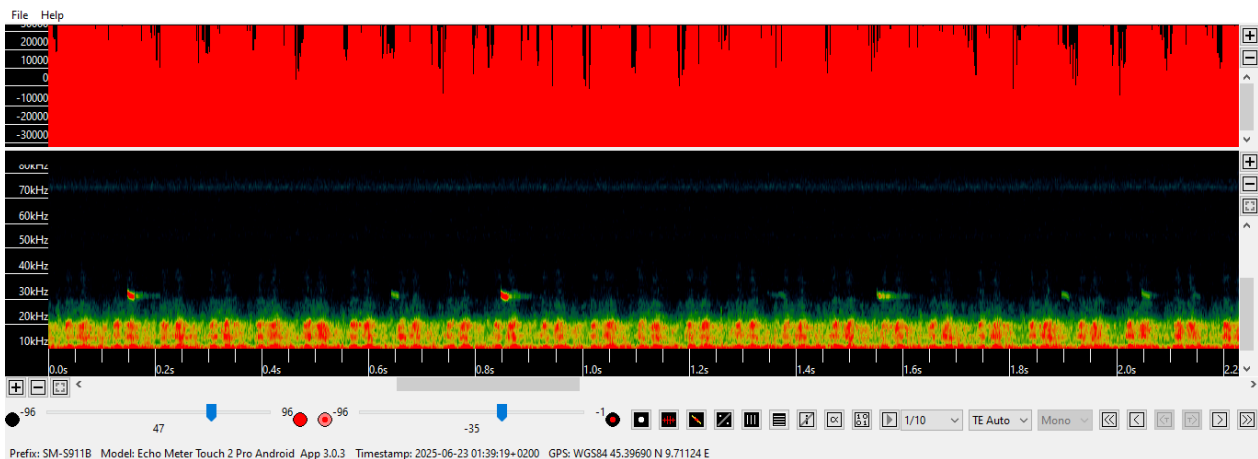 File Help
20000
10000
0
-10000
-20000
-30000
70kHz
60kHz
50kHz
40kHz
30kHz
20kHz
10kHz
0.0s 0.2s 0.4s 0.6s 0.8s 1.0s 1.2s 1.4s 1.6s 1.8s 2.0s 2.2
-96 96 -96 -1 1/10 TE Auto Mono
47 -35
Prefix: SM-S911B Model: Echo Meter Touch 2 Pro Android App 3.0.3 Timestamp: 2025-06-23 01:39:19+0200 GPS: WGS84 45.39690 N 9.71124 E